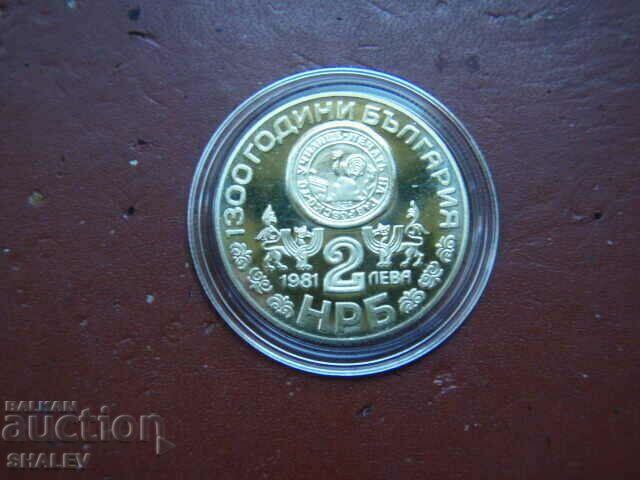 1300 ГОДИНИ БЪЛГАРИЯ
1981 2 ЛЕВА
НРБ
BALKAN
auction
SHALEV